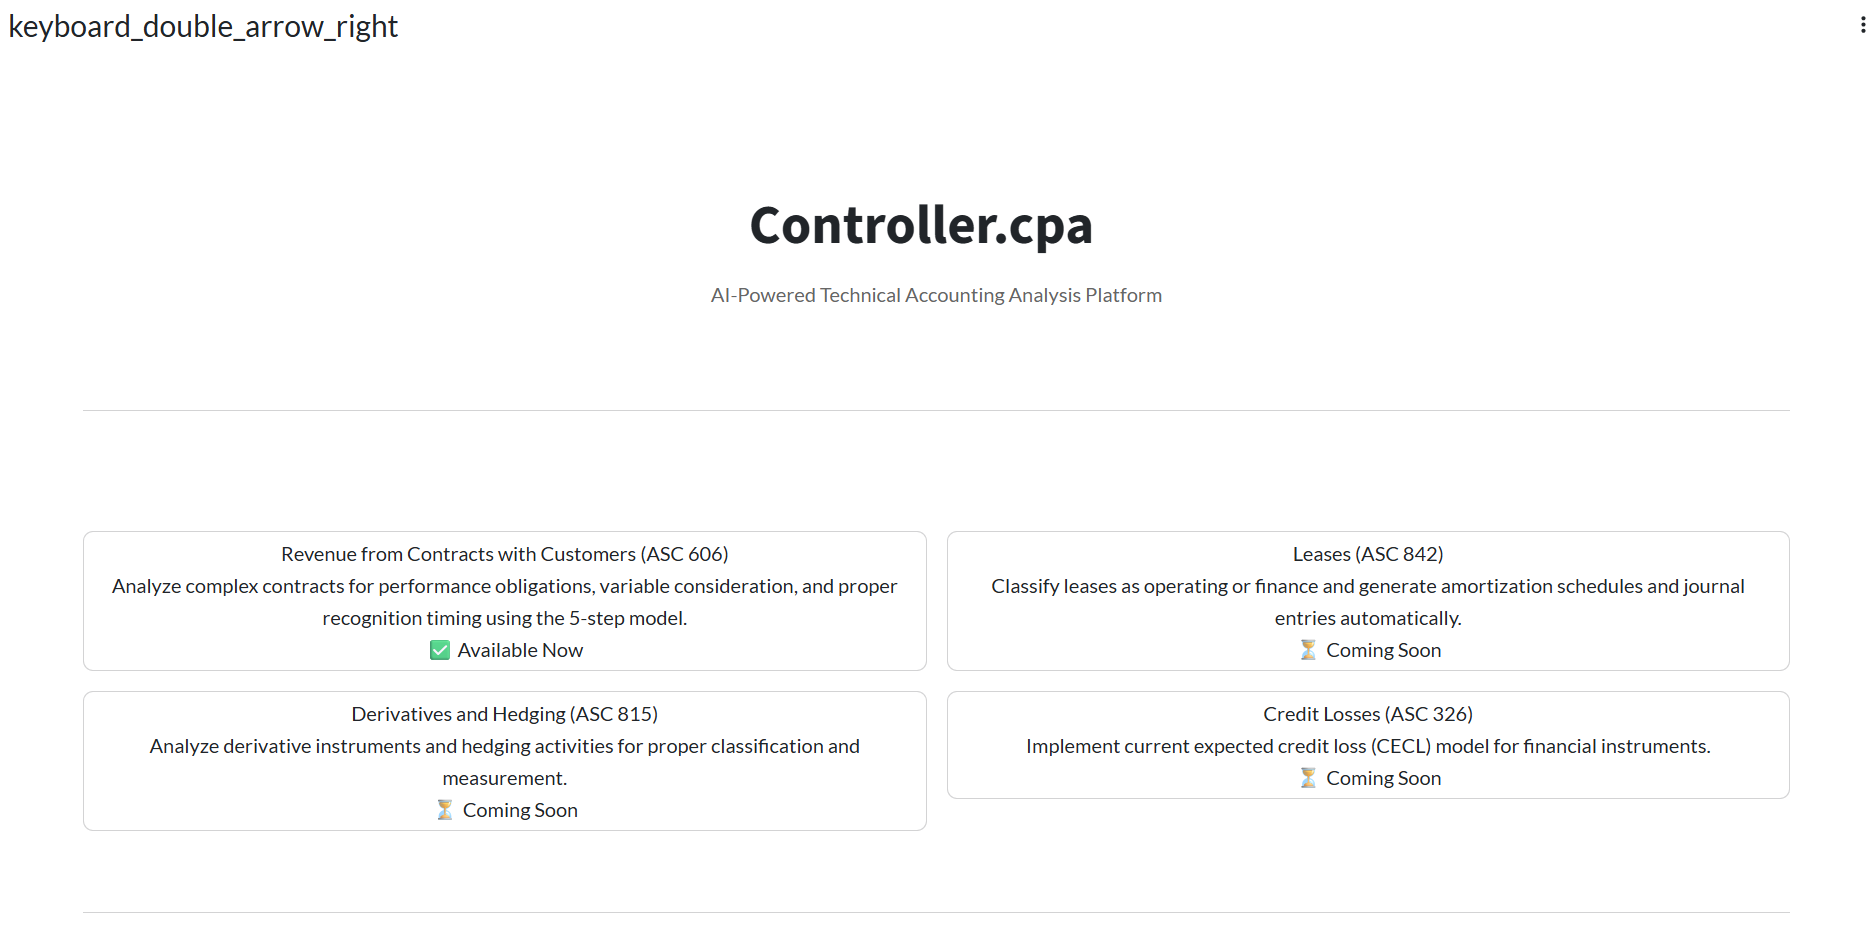 keyboard_double_arrow_right
Controller.cpa
AI-Powered Technical Accounting Analysis Platform
Revenue from Contracts with Customers (ASC 606)
Analyze complex contracts for performance obligations, variable consideration, and proper
recognition timing using the 5-step model.
✅ Available Now
Leases (ASC 842)
Classify leases as operating or finance and generate amortization schedules and journal
entries automatically.
⏳ Coming Soon
Derivatives and Hedging (ASC 815)
Analyze derivative instruments and hedging activities for proper classification and
measurement.
⏳ Coming Soon
Credit Losses (ASC 326)
Implement current expected credit loss (CECL) model for financial instruments.
⏳ Coming Soon